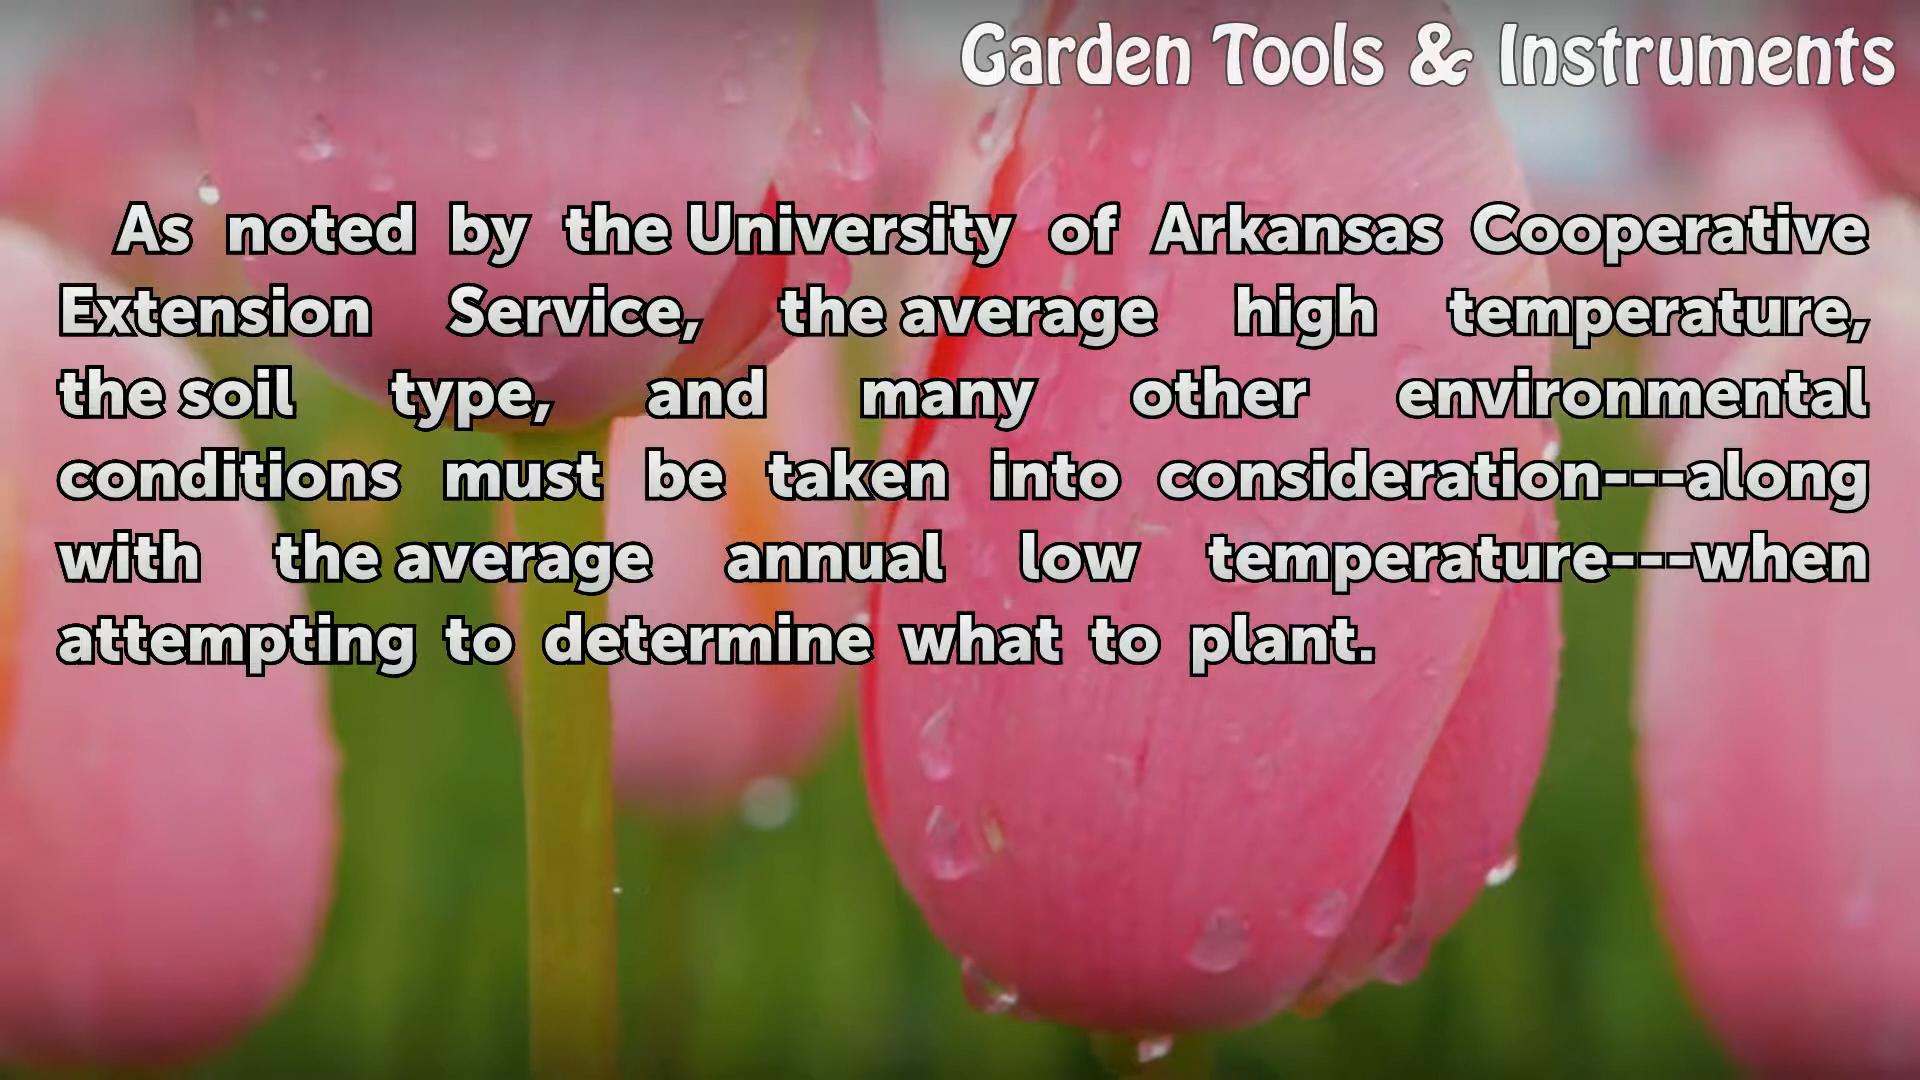 Garden Tools & Instruments
As noted by the University of Arkansas Cooperative
Extension Service, the average high temperature,
the soil type, and many other environmental
conditions must be taken into consideration---along
with the average annual low temperature---when
attempting to determine what to plant.